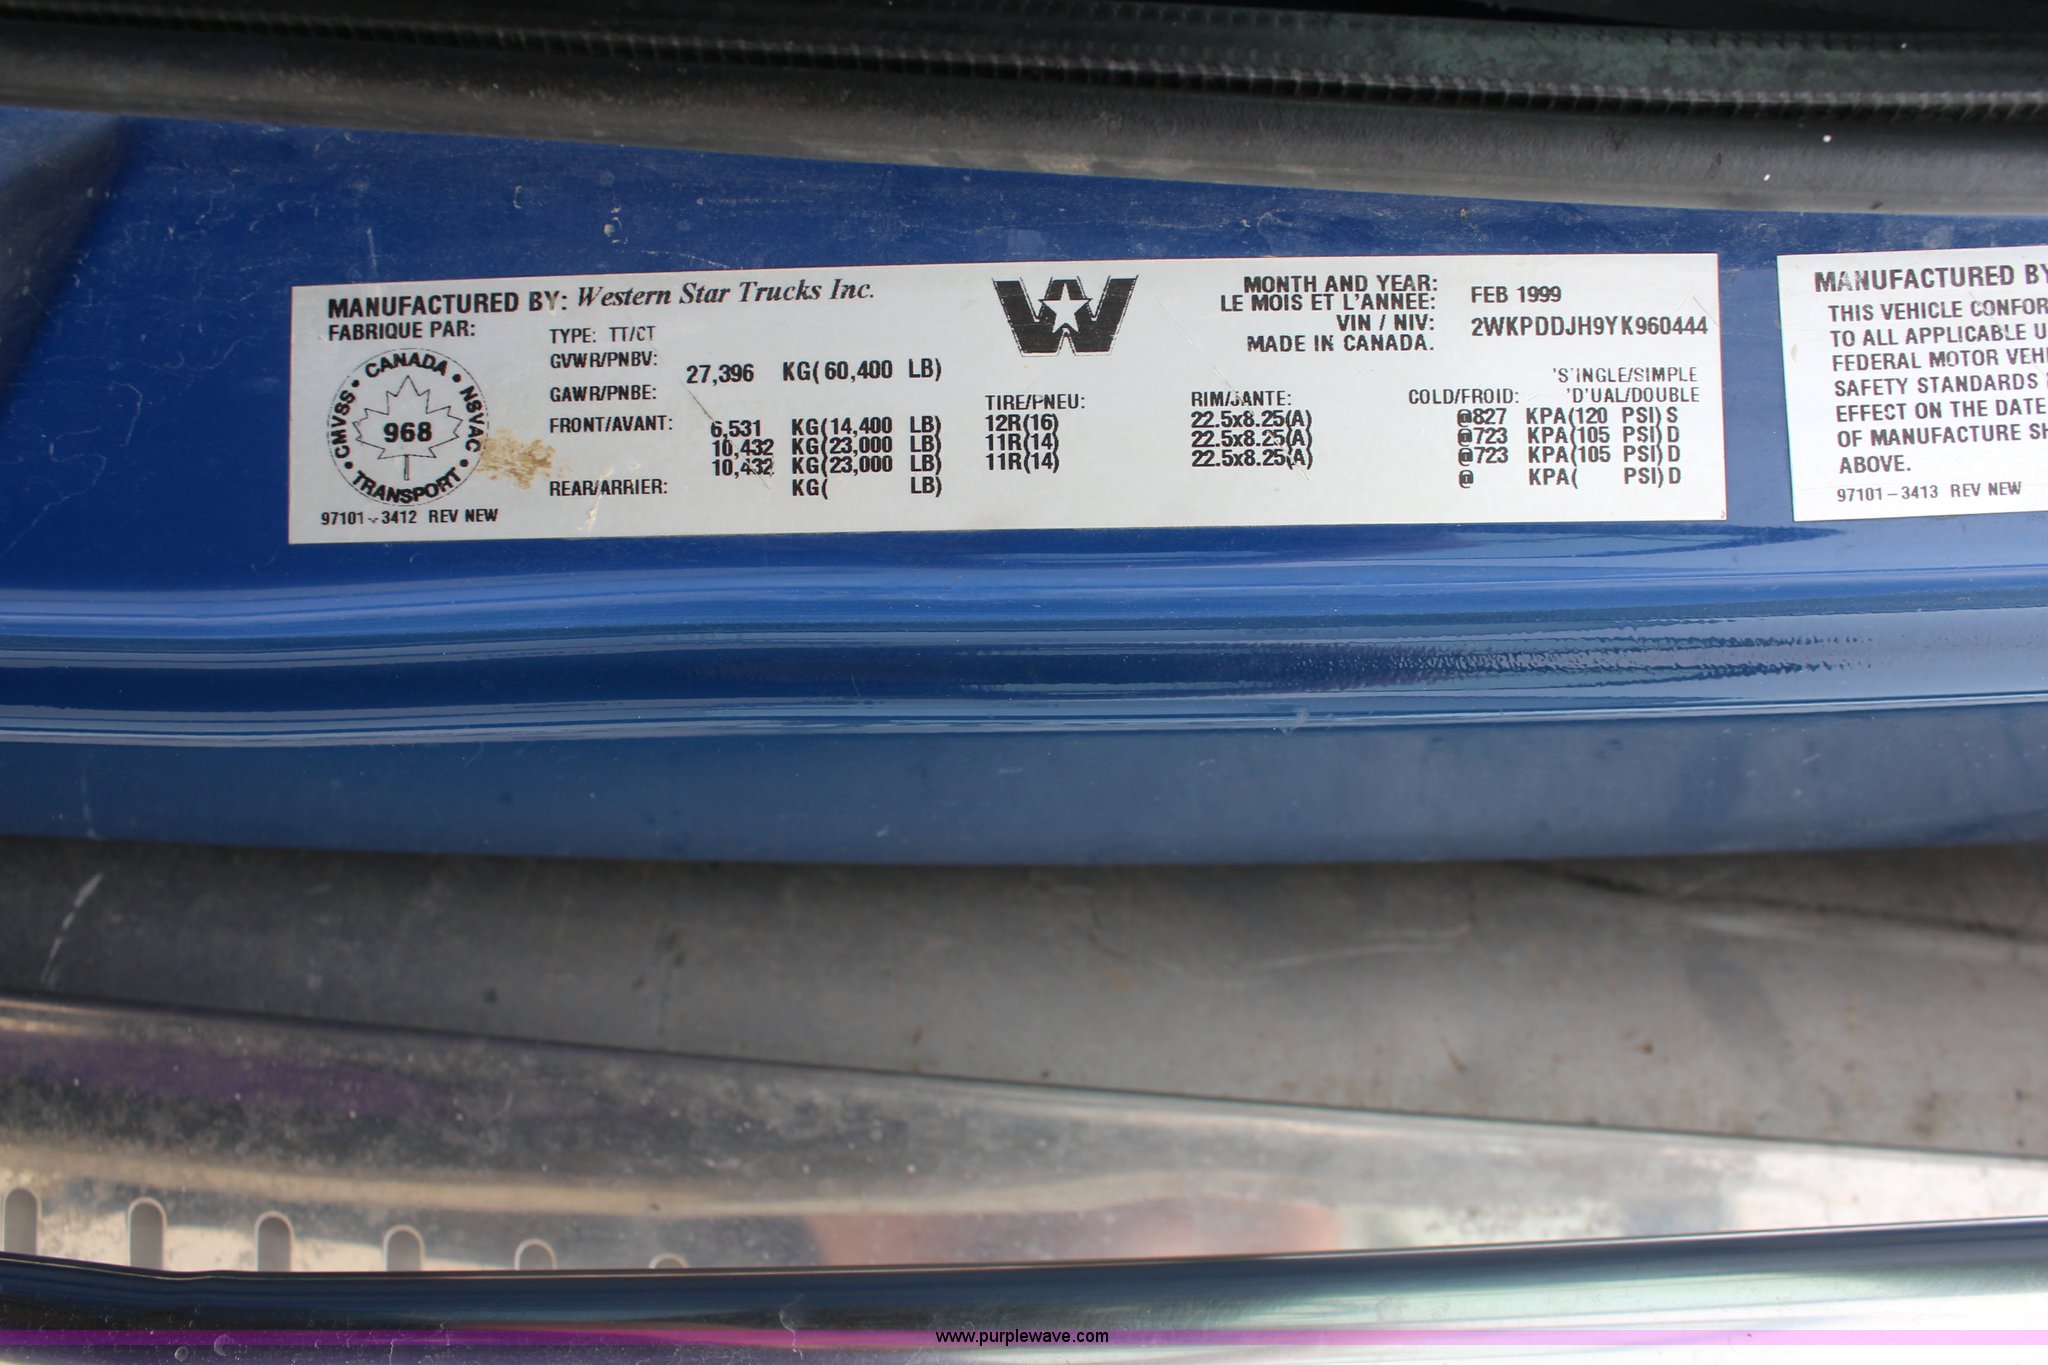 MANUFACTURED BY: Western Star Trucks Inc.
FABRIQUE PAR:
TYPE: TT/CT
GVWR/PNBV: 27,396 KG(60,400 LB)
GAWR/PNBE:
FRONT/AVANT: 6,531 KG(14,400 LB)
10,432 KG(23,000 LB)
10,432 KG(23,000 LB)
REAR/ARRIER: KG( LB)
CANADA
CMVSS • NSVAC
968
TRANSPORT
97101-3412 REV NEW
TIRE/PNEU:
12R(16)
11R(14)
11R(14)
RIM/JANTE:
22.5x8.25(A)
22.5x8.25(A)
22.5x8.25(A)
MONTH AND YEAR: FEB 1999
LE MOIS ET L'ANNEE:
VIN / NIV: 2WKPDDJH9YK960444
MADE IN CANADA.
'S'INGLE/SIMPLE
COLD/FROID: 'D'UAL/DOUBLE
@827 KPA(120 PSI) S
@723 KPA(105 PSI) D
@723 KPA(105 PSI) D
@ KPA( PSI) D
MANUFACTURED BY
THIS VEHICLE CONFOR
TO ALL APPLICABLE U
FEDERAL MOTOR VEHI
SAFETY STANDARDS
EFFECT ON THE DATE
OF MANUFACTURE SH
ABOVE.
97101-3413 REV NEW
www.purplewave.com